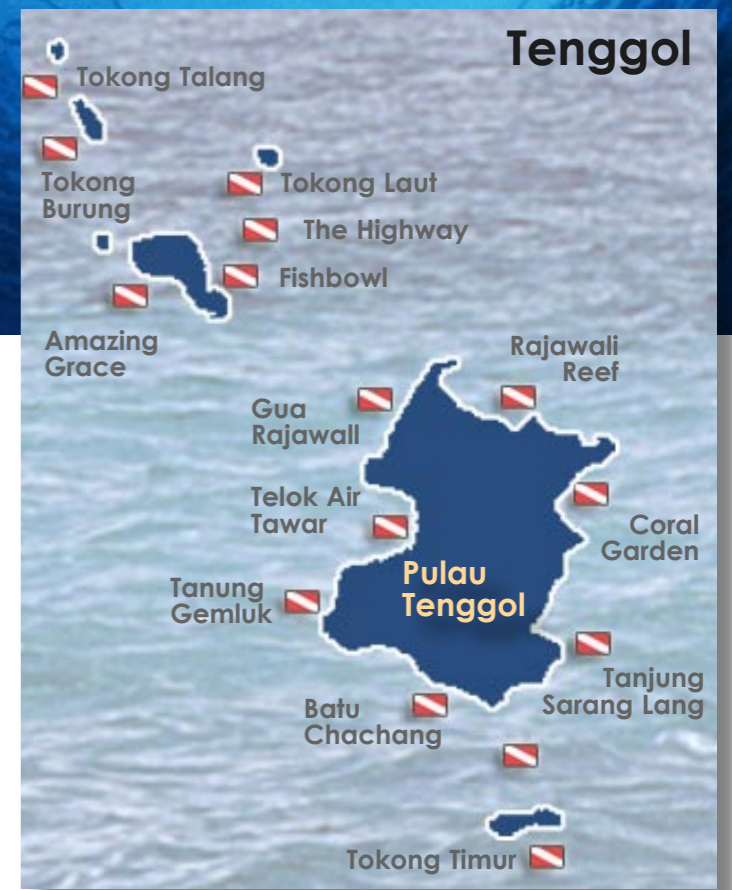 Tenggol
Tokong Talang
Tokong
Burung
Tokong Laut
The Highway
Fishbowl
Amazing
Grace
Rajawali
Reef
Gua
Rajawall
Telok Air
Tawar
Coral
Garden
Pulau
Tenggol
Tanung
Gemluk
Tanjung
Sarang Lang
Batu
Chachang
Tokong Timur